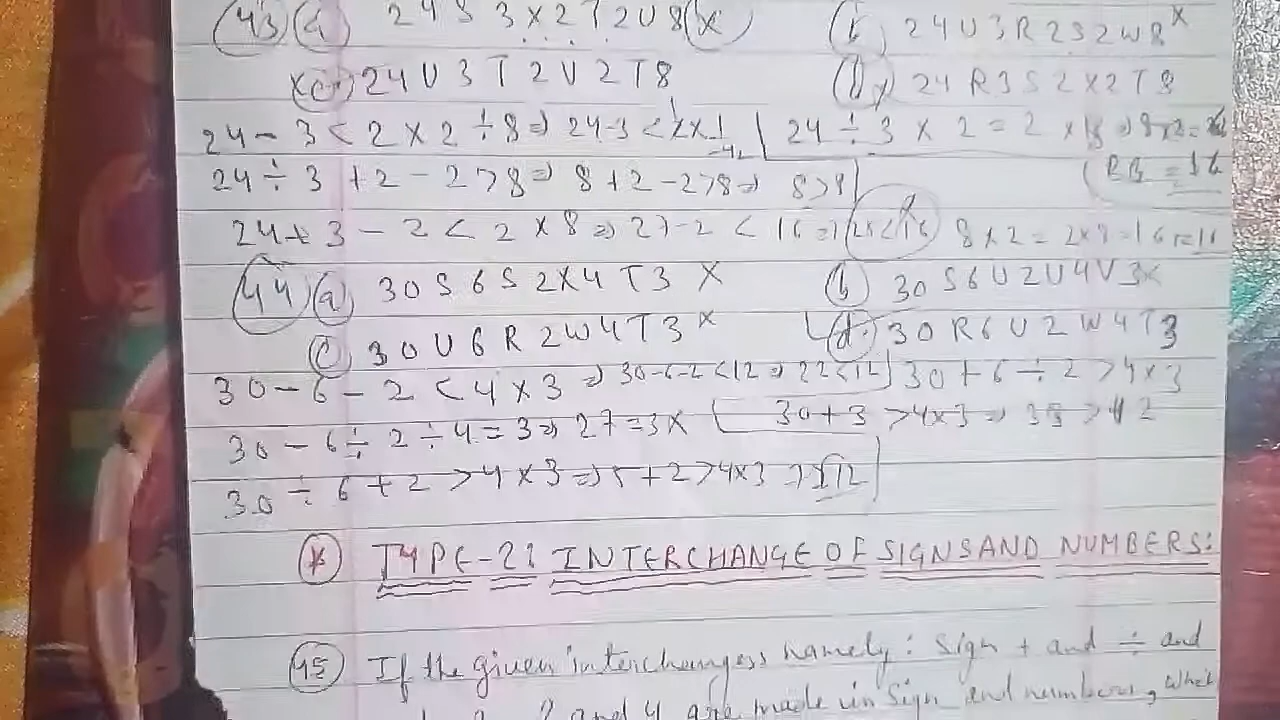 43 (a) 24 S 3 X 2 T 2 U 8 (X) (b) 24 U 3 R 2 S 2 W 8 X
X (c) 24 U 3 T 2 V 2 T 8 (d) 24 R 3 S 2 X 2 T 8
24 - 3 < 2 × 2 ÷ 8 ⇒ 24-3 < 24 ÷ 3 × 2 = 2 × 8 ⇒ 8×2 =
24 ÷ 3 + 2 - 2 > 8 ⇒ 8 + 2 - 2 > 8 ⇒ 8 > 8
24 + 3 - 2 < 2 × 8 ⇒ 27 - 2 < 16 ⇒ 8 × 2 = 2×8 = 16 =
44 (a) 30 S 6 S 2 X 4 T 3 X (b) 30 S 6 U 2 U 4 V 3 X
(c) 30 U 6 R 2 W 4 T 3 X (d) 30 R 6 U 2 W 4 T 3
30 - 6 - 2 < 4 × 3 ⇒ 30-6-2 < 12 ⇒ 22 < 12 30 + 6 ÷ 2 > 4 × 3
30 - 6 ÷ 2 ÷ 4 = 3 ⇒ 27 = 3 X 30 + 3 > 4×3 ⇒ 33 > 12
30 ÷ 6 + 2 > 4 × 3 ⇒ 5 + 2 > 4×3
* TYPE-2: INTERCHANGE OF SIGNS AND NUMBERS:
45 If the given interchangess namely: Sign + and ÷ and
2 and 4 are made in sign and numbers, which